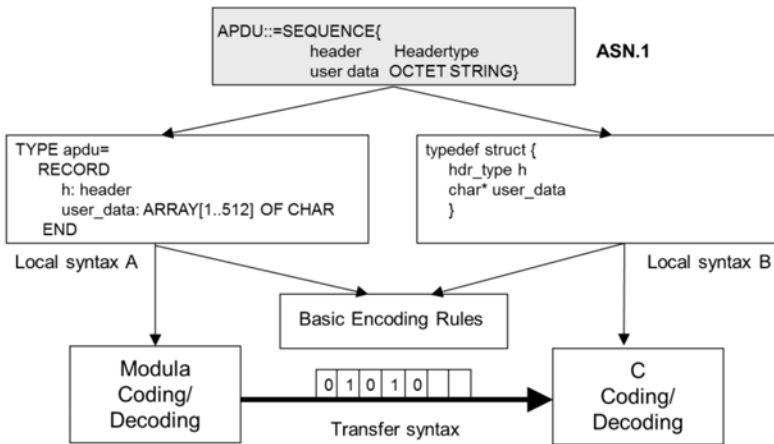 APDU::=SEQUENCE{
header Headertype
user data OCTET STRING}
ASN.1
TYPE apdu=
RECORD
h: header
user_data: ARRAY[1..512] OF CHAR
END
typedef struct {
hdr_type h
char* user_data
}
Local syntax A
Local syntax B
Basic Encoding Rules
Modula
Coding/
Decoding
0 1 0 1 0
Transfer syntax
C
Coding/
Decoding